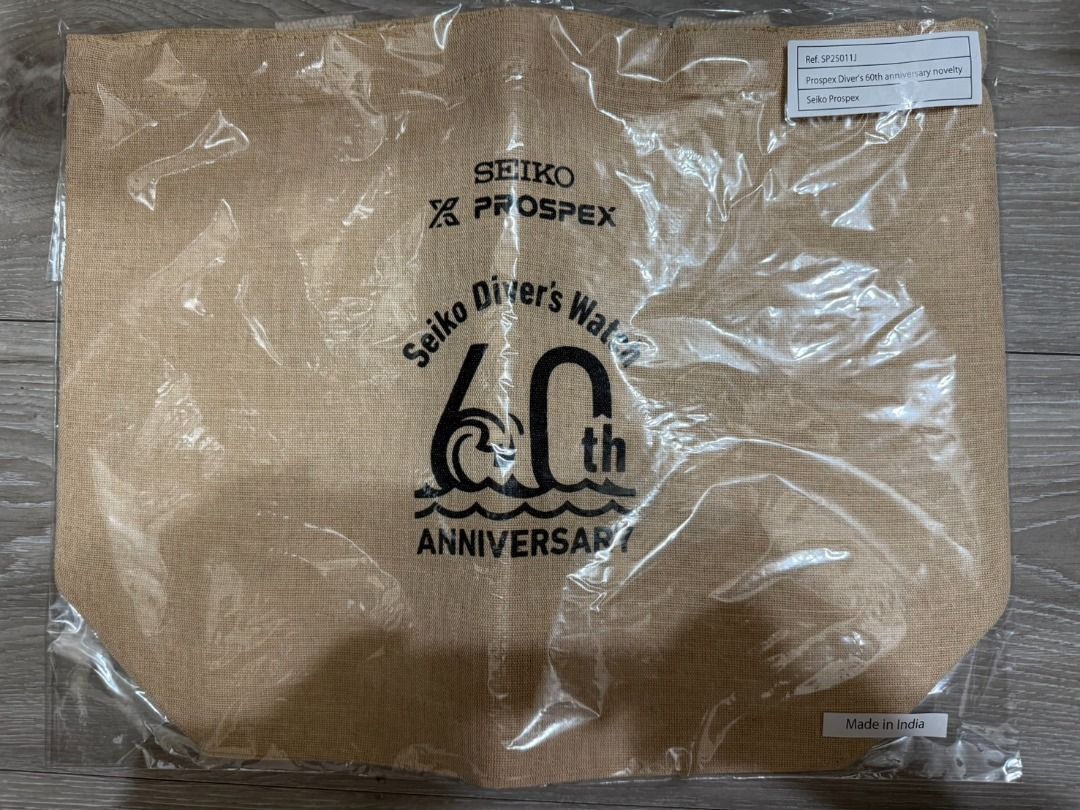 Ref. SP25011J
Prospex Diver's 60th anniversary novelty
Seiko Prospex
SEIKO
PROSPEX
Seiko Diver's Watch
60th
ANNIVERSARY
Made in India